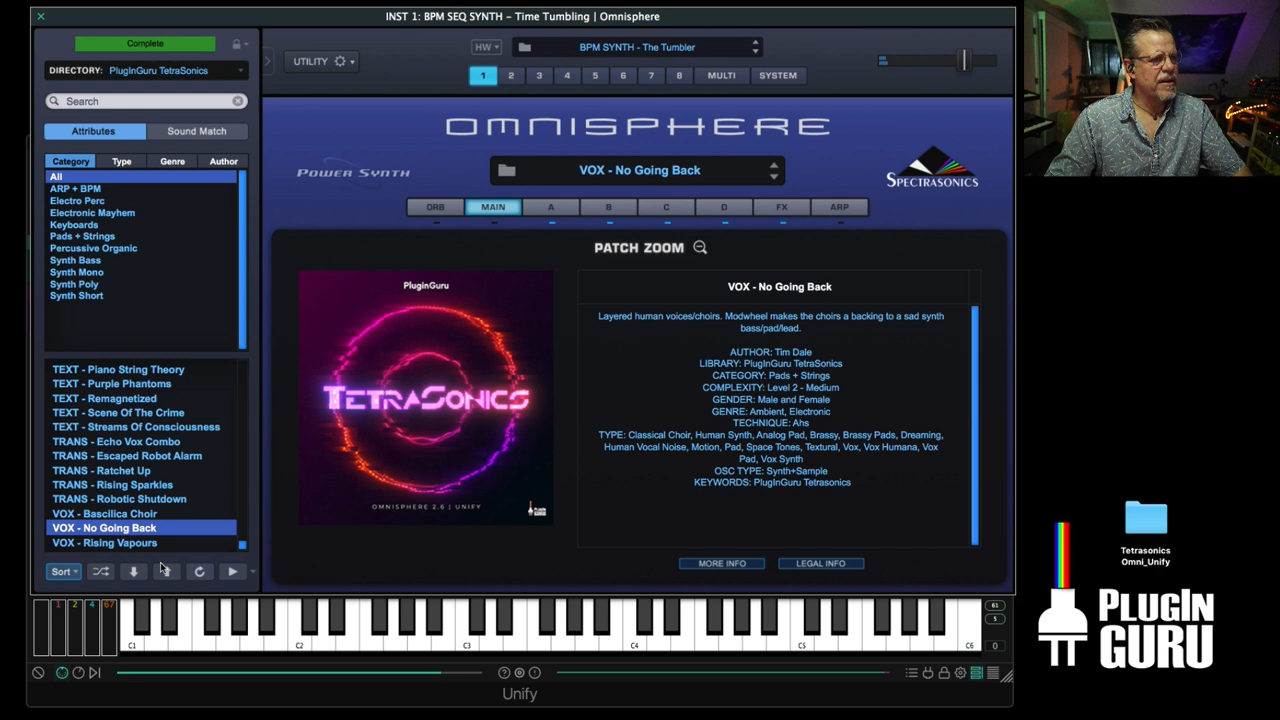 INST 1: BPM SEQ SYNTH – Time Tumbling | Omnisphere
Complete
DIRECTORY: PlugInGuru TetraSonics
Search
Attributes
Sound Match
Category
Type
Genre
Author
All
ARP + BPM
Electro Perc
Electronic Mayhem
Keyboards
Pads + Strings
Percussive Organic
Synth Bass
Synth Mono
Synth Poly
Synth Short
TEXT - Piano String Theory
TEXT - Purple Phantoms
TEXT - Remagnetized
TEXT - Scene Of The Crime
TEXT - Streams Of Consciousness
TRANS - Echo Vox Combo
TRANS - Escaped Robot Alarm
TRANS - Ratchet Up
TRANS - Rising Sparkles
TRANS - Robotic Shutdown
VOX - Bascilica Choir
VOX - No Going Back
VOX - Rising Vapours
Sort
UTILITY
HW
BPM SYNTH - The Tumbler
1 2 3 4 5 6 7 8 MULTI SYSTEM
OMNISPHERE
POWER SYNTH
VOX - No Going Back
SPECTRASONICS
ORB MAIN A B C D FX ARP
PATCH ZOOM
PluginGuru
TETRASONICS
OMNISPHERE 2.6 | UNIFY
VOX - No Going Back
Layered human voices/choirs. Modwheel makes the choirs a backing to a sad synth
bass/pad/lead.
AUTHOR: Tim Dale
LIBRARY: PlugInGuru TetraSonics
CATEGORY: Pads + Strings
COMPLEXITY: Level 2 - Medium
GENDER: Male and Female
GENRE: Ambient, Electronic
TECHNIQUE: Ahs
TYPE: Classical Choir, Human Synth, Analog Pad, Brassy, Brassy Pads, Dreaming,
Human Vocal Noise, Motion, Pad, Space Tones, Textural, Vox, Vox Humana, Vox
Pad, Vox Synth
OSC TYPE: Synth+Sample
KEYWORDS: PlugInGuru Tetrasonics
MORE INFO
LEGAL INFO
1 2 4 67
C1 C2 C3 C4 C5 C6
61
5
0
Unify
Tetrasonics
Omni_Unify
PLUGIN
GURU